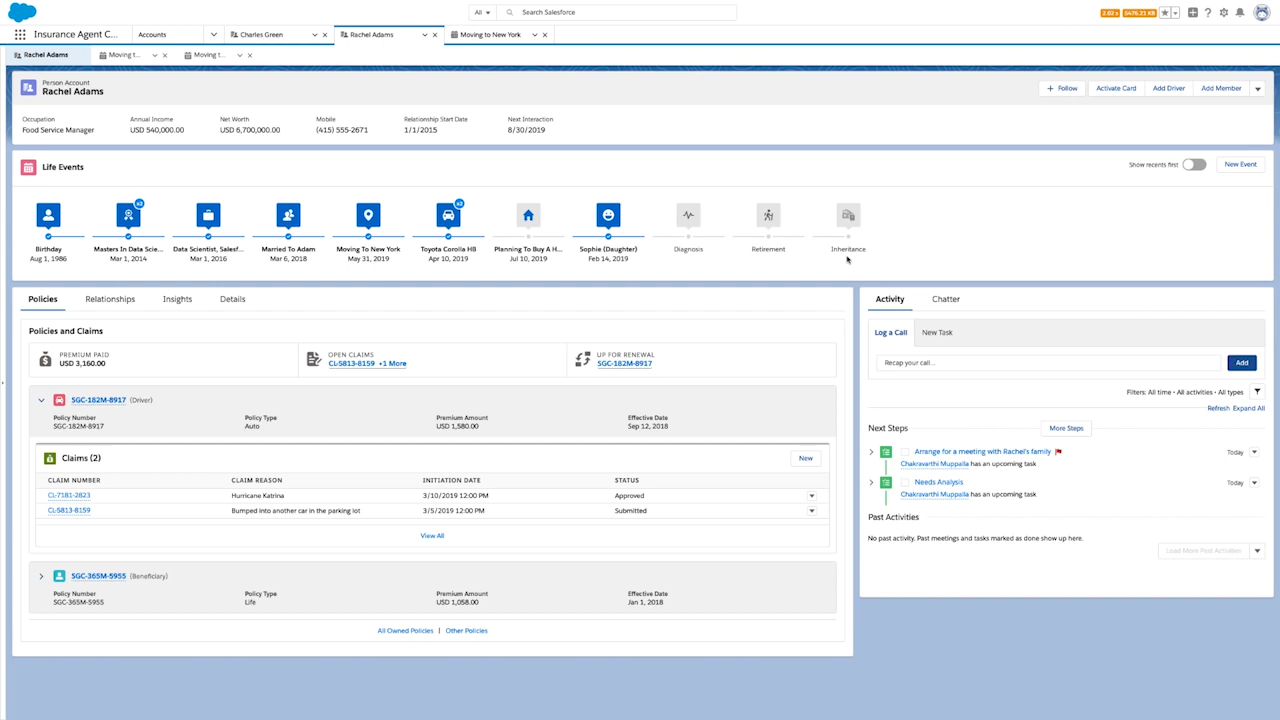 All
Search Salesforce
2.02 s
5476.21 KB
Insurance Agent C...
Accounts
Charles Green
Rachel Adams
Moving to New York
Rachel Adams
Moving t...
Moving t...
Person Account
Rachel Adams
+ Follow
Activate Card
Add Driver
Add Member
Occupation
Annual Income
Net Worth
Mobile
Relationship Start Date
Next Interaction
Food Service Manager
USD 540,000.00
USD 6,700,000.00
(415) 555-2671
1/1/2015
8/30/2019
Life Events
Show recents first
New Event
x2
x2
Birthday
Aug 1, 1986
Masters In Data Scie...
Mar 1, 2014
Data Scientist, Salesf...
Mar 1, 2016
Married To Adam
Mar 6, 2018
Moving To New York
May 31, 2019
Toyota Corolla HB
Apr 10, 2019
Planning To Buy A H...
Jul 10, 2019
Sophie (Daughter)
Feb 14, 2019
Diagnosis
Retirement
Inheritance
Policies
Relationships
Insights
Details
Policies and Claims
PREMIUM PAID
USD 3,160.00
OPEN CLAIMS
CL-5813-8159 +1 More
UP FOR RENEWAL
SGC-182M-8917
SGC-182M-8917 (Driver)
Policy Number
Policy Type
Premium Amount
Effective Date
SGC-182M-8917
Auto
USD 1,580.00
Sep 12, 2018
Claims (2)
New
CLAIM NUMBER
CLAIM REASON
INITIATION DATE
STATUS
CL-7181-2823
Hurricane Katrina
3/10/2019 12:00 PM
Approved
CL-5813-8159
Bumped into another car in the parking lot
3/5/2019 12:00 PM
Submitted
View All
SGC-365M-5955 (Beneficiary)
Policy Number
Policy Type
Premium Amount
Effective Date
SGC-365M-5955
Life
USD 1,058.00
Jan 1, 2018
All Owned Policies | Other Policies
Activity
Chatter
Log a Call
New Task
Recap your call...
Add
Filters: All time • All activities • All types
Refresh Expand All
Next Steps
More Steps
Arrange for a meeting with Rachel's family
Today
Chakravarthi Muppalla has an upcoming task
Needs Analysis
Today
Chakravarthi Muppalla has an upcoming task
Past Activities
No past activity. Past meetings and tasks marked as done show up here.
Load More Past Activities